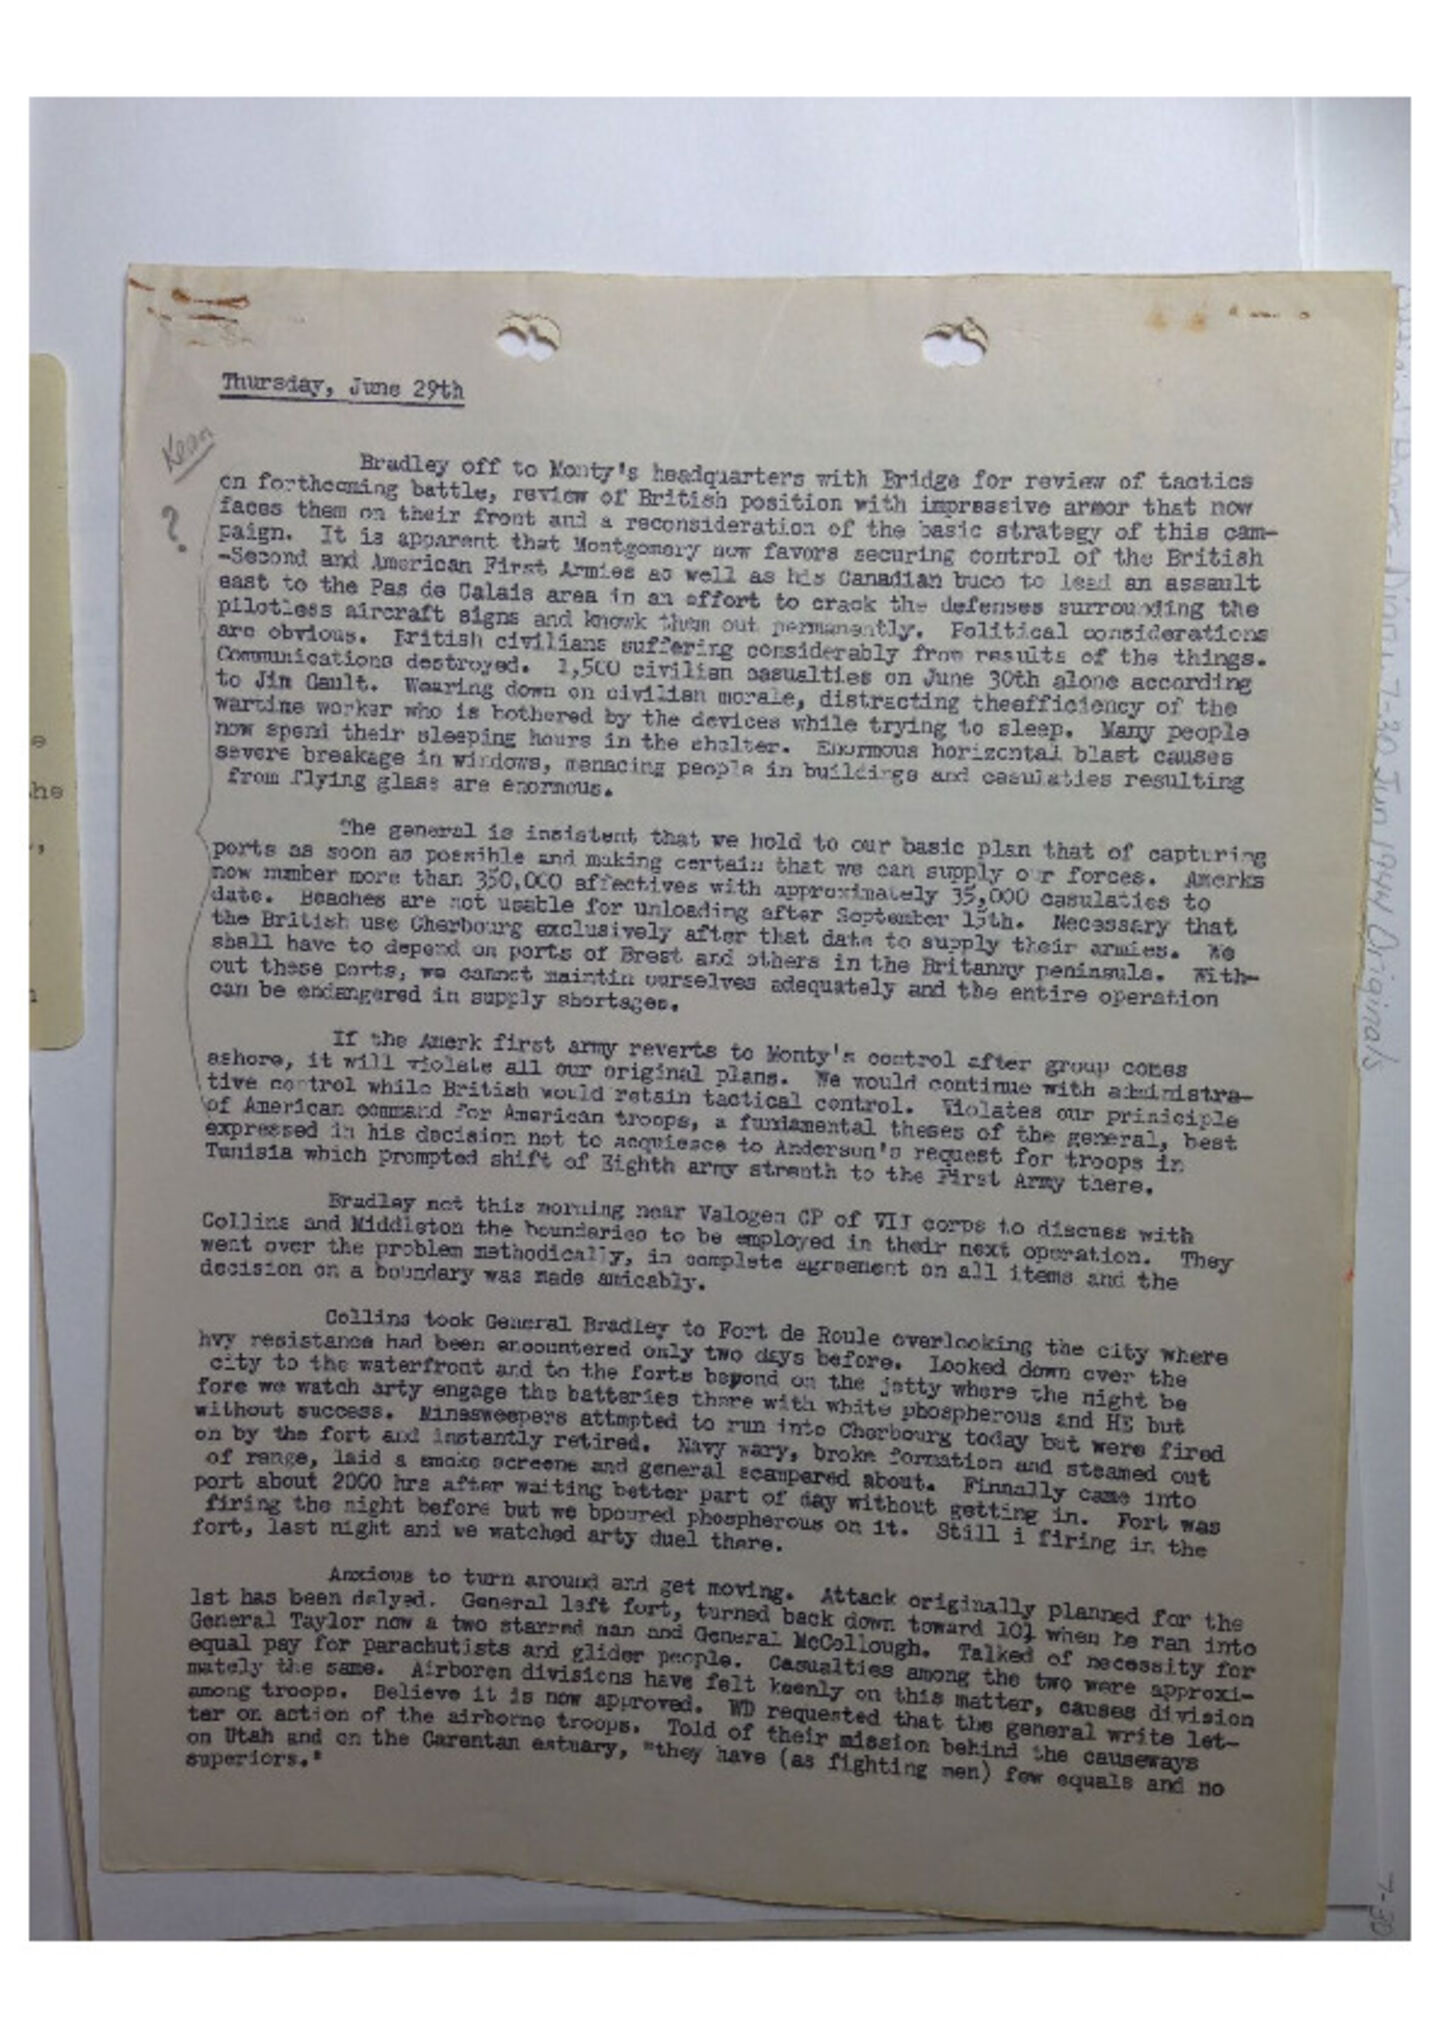 Thursday, June 29th
Kean
?
Bradley off to Monty's headquarters with Bridge for review of tactics
on forthcoming battle, review of British position with impressive armor that now
faces them on their front and a reconsideration of the basic strategy of this cam-
paign. It is apparent that Montgomery now favors securing control of the British
-Second and American First Armies as well as his Canadian buco to lead an assault
east to the Pas de Calais area in an effort to crack the defenses surrounding the
pilotless aircraft signs and knowk them out permanently. Political considerations
are obvious. British civilians suffering considerably from results of the things.
Communications destroyed. 1,500 civilian casualties on June 30th alone according
to Jim Gault. Wearing down on civilian morale, distracting theefficiency of the
wartime worker who is bothered by the devices while trying to sleep. Many people
now spend their sleeping hours in the shelter. Enormous horizontal blast causes
severe breakage in windows, menacing people in buildings and casulaties resulting
from flying glass are enormous.
The general is insistent that we hold to our basic plan that of capturing
ports as soon as possible and making certain that we can supply our forces. Amerks
now number more than 350,000 effectives with approximately 35,000 casulaties to
date. Beaches are not usable for unloading after September 15th. Necessary that
the British use Cherbourg exclusively after that date to supply their armies. We
shall have to depend on ports of Brest and others in the Britanny peninsula. With-
out these ports, we cannot maintin ourselves adequately and the entire operation
can be endangered in supply shortages.
If the Amerk first army reverts to Monty's control after group comes
ashore, it will violate all our original plans. We would continue with administra-
tive control while British would retain tactical control. Violates our priniciple
of American command for American troops, a fundamental theses of the general, best
expressed in his decision not to acquiesce to Anderson's request for troops in
Tunisia which prompted shift of Eighth army strenth to the First Army there.
Bradley met this morning near Valogen CP of VII corps to discuss with
Collins and Middleton the boundaries to be employed in their next operation. They
went over the problem methodically, in complete agreement on all items and the
decision on a boundary was made amicably.
Collins took General Bradley to Fort de Roule overlooking the city where
hvy resistance had been encountered only two days before. Looked down over the
city to the waterfront and to the forts beyond on the jetty where the night be
fore we watch arty engage the batteries there with white phospherous and HE but
without success. Minesweepers attmpted to run into Cherbourg today but were fired
on by the fort and instantly retired. Navy wary, broke formation and steamed out
of range, laid a smoke screene and general scampered about. Finnally came into
port about 2000 hrs after waiting better part of day without getting in. Fort was
firing the night before but we bpoured phospherous on it. Still i firing in the
fort, last night and we watched arty duel there.
Anxious to turn around and get moving. Attack originally planned for the
1st has been delyed. General left fort, turned back down toward 101 when he ran into
General Taylor now a two starred man and General McCollough. Talked of necessity for
equal pay for parachutists and glider people. Casualties among the two were approxi-
mately the same. Airboren divisions have felt keenly on this matter, causes division
among troops. Believe it is now approved. WD requested that the general write let-
ter on action of the airborne troops. Told of their mission behind the causeways
on Utah and on the Carentan estuary, "they have (as fighting men) few equals and no
superiors."
7-30 Jun 1944 Originals
7-30